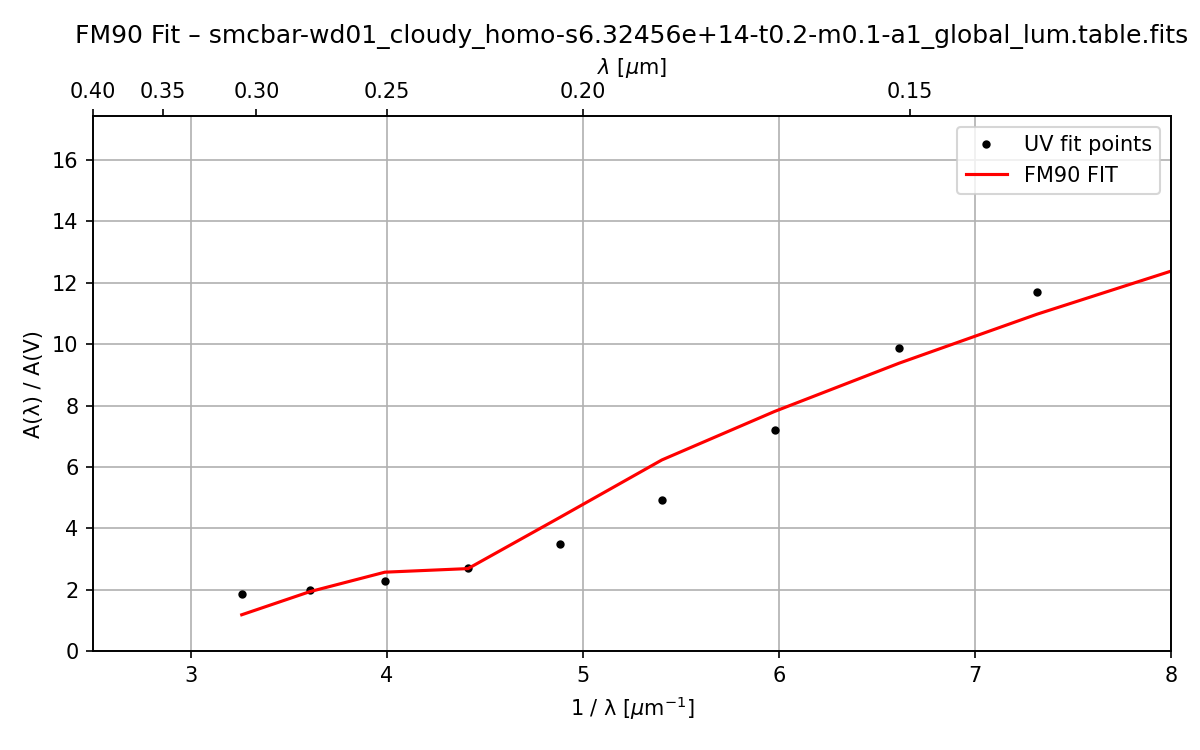 FM90 Fit – smcbar-wd01_cloudy_homo-s6.32456e+14-t0.2-m0.1-a1_global_lum.table.fits
λ [μm]
0.40 0.35 0.30 0.25 0.20 0.15
UV fit points
FM90 FIT
16
14
12
10
8
6
4
2
0
A(λ) / A(V)
3 4 5 6 7 8
1 / λ [μm⁻¹]